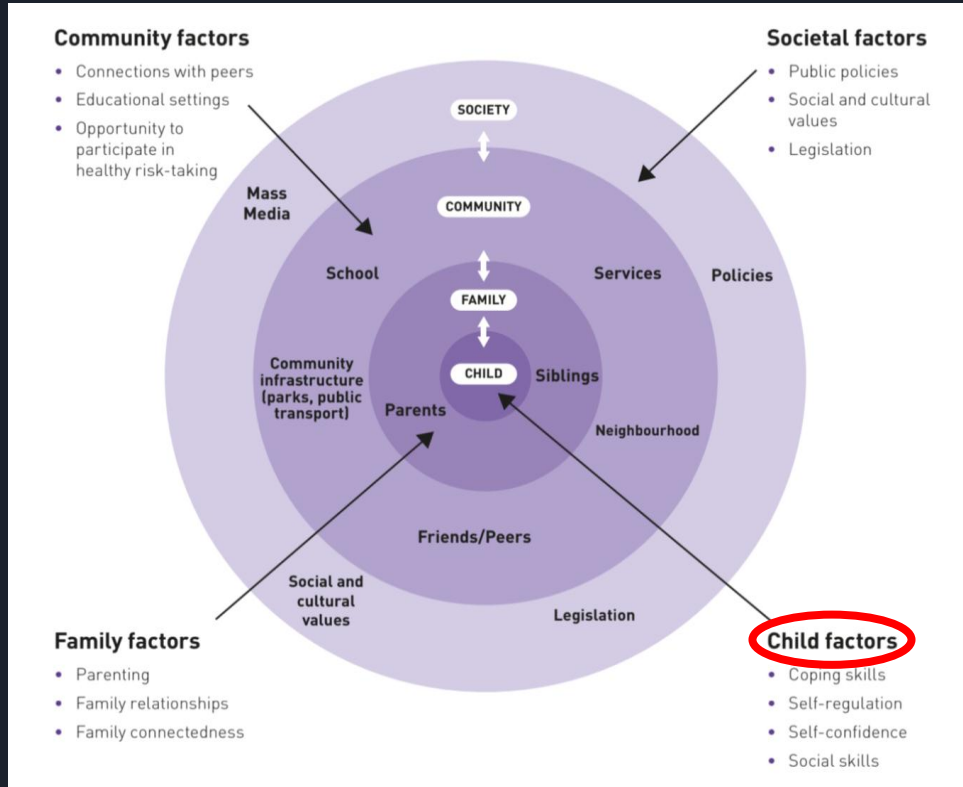 Community factors
• Connections with peers
• Educational settings
• Opportunity to
participate in
healthy risk-taking
Societal factors
• Public policies
• Social and cultural
values
• Legislation
SOCIETY
Mass
Media
COMMUNITY
School
Services
Policies
FAMILY
Community
infrastructure
(parks, public
transport)
CHILD
Siblings
Parents
Neighbourhood
Friends/Peers
Social and
cultural
values
Legislation
Family factors
• Parenting
• Family relationships
• Family connectedness
Child factors
• Coping skills
• Self-regulation
• Self-confidence
• Social skills